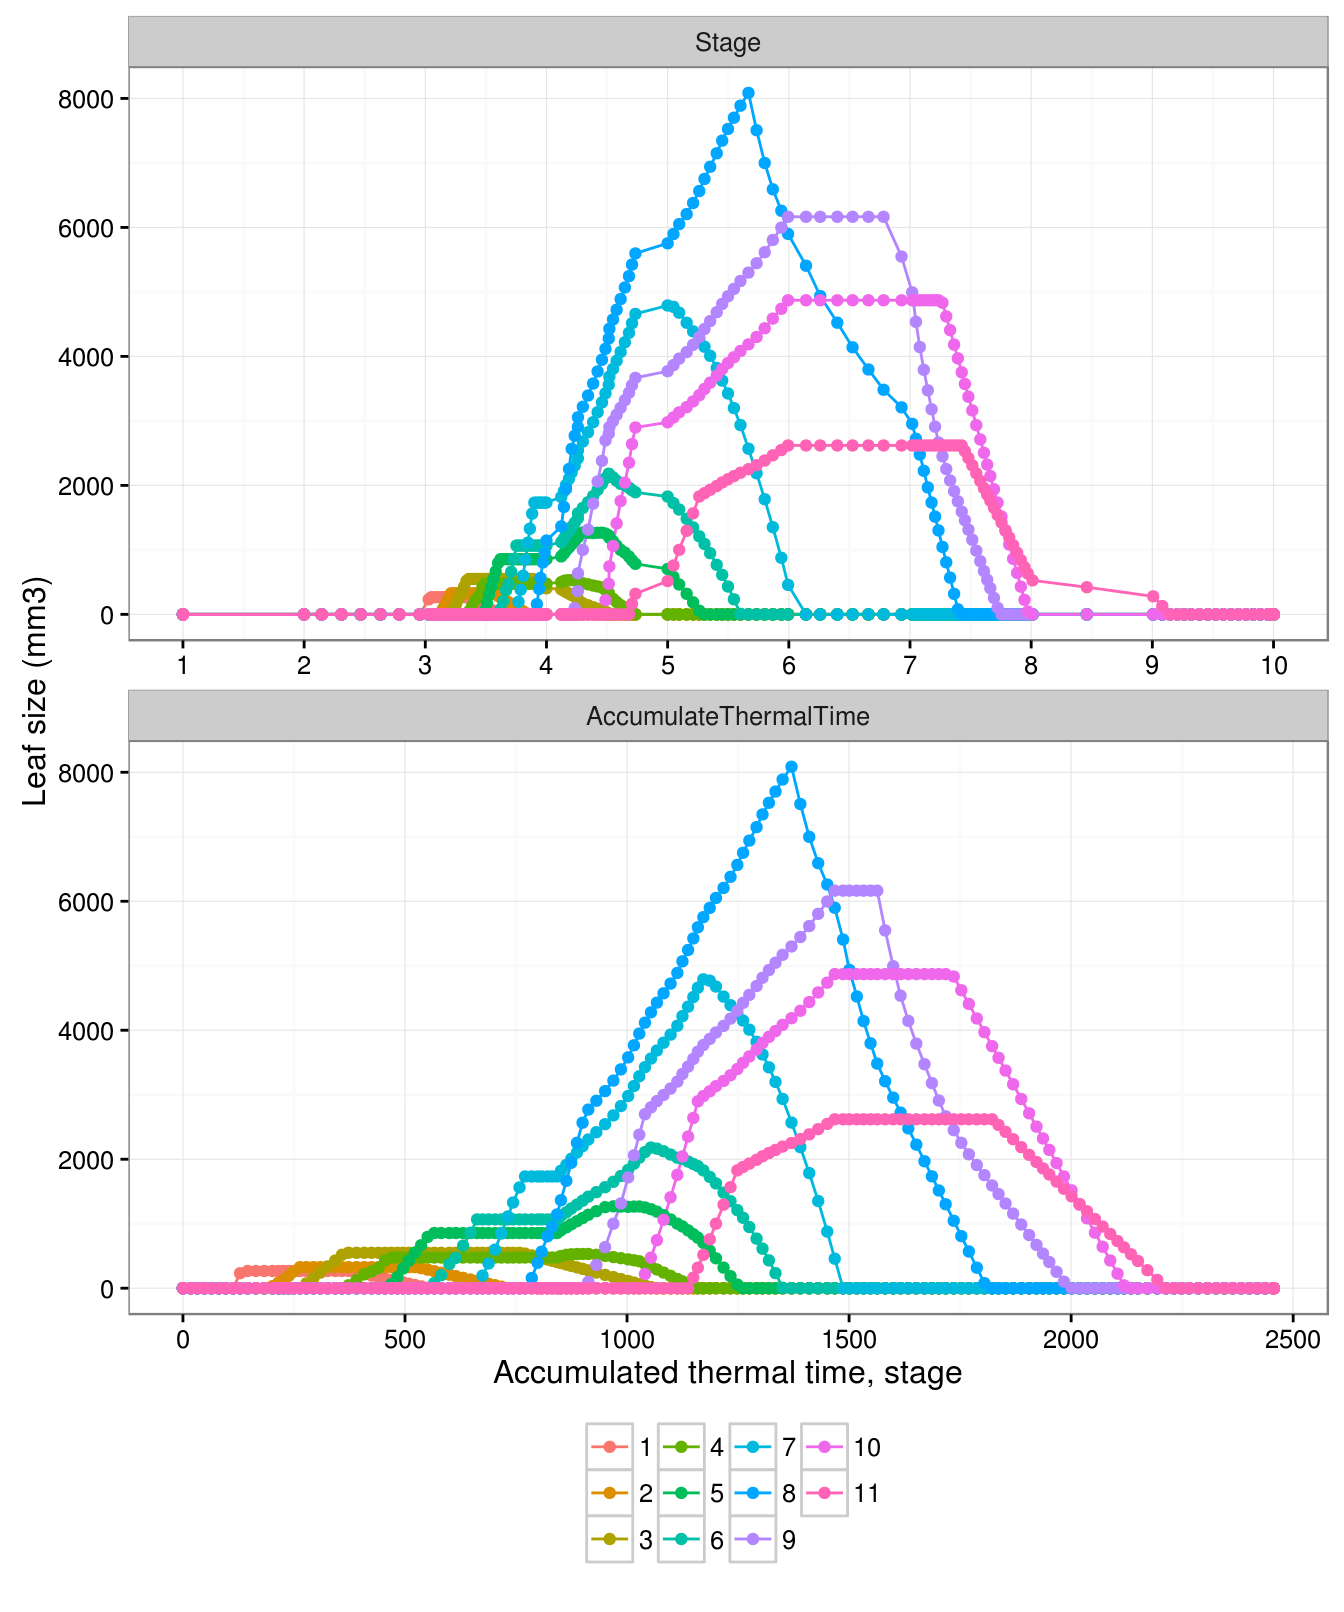 Stage
8000
6000
4000
2000
0
1 2 3 4 5 6 7 8 9 10
Leaf size (mm3)
AccumulateThermalTime
8000
6000
4000
2000
0
0 500 1000 1500 2000 2500
Accumulated thermal time, stage
1 4 7 10
2 5 8 11
3 6 9